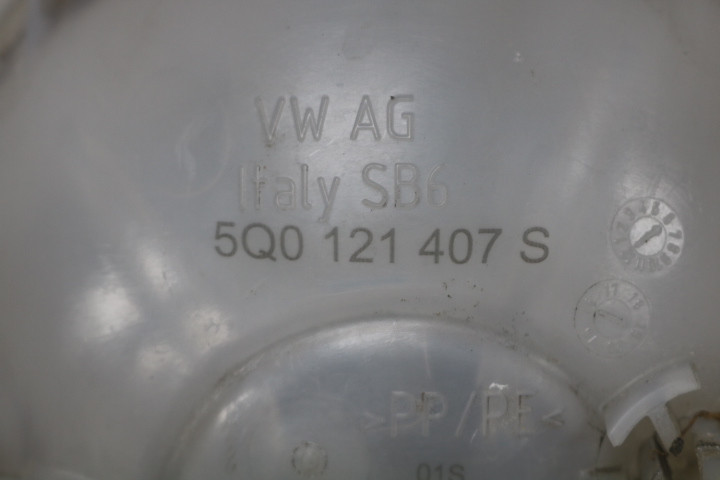 VW AG
Italy SB6
5Q0 121 407 S
>PP/PE<
01S